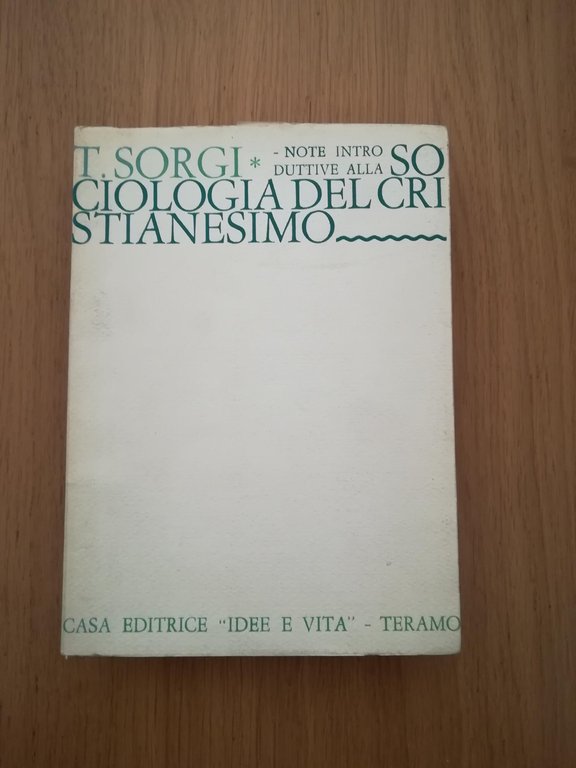 T. SORGI * - NOTE INTRO
DUTTIVE ALLA SO
CIOLOGIA DEL CRI
STIANESIMO
CASA EDITRICE "IDEE E VITA" - TERAMO